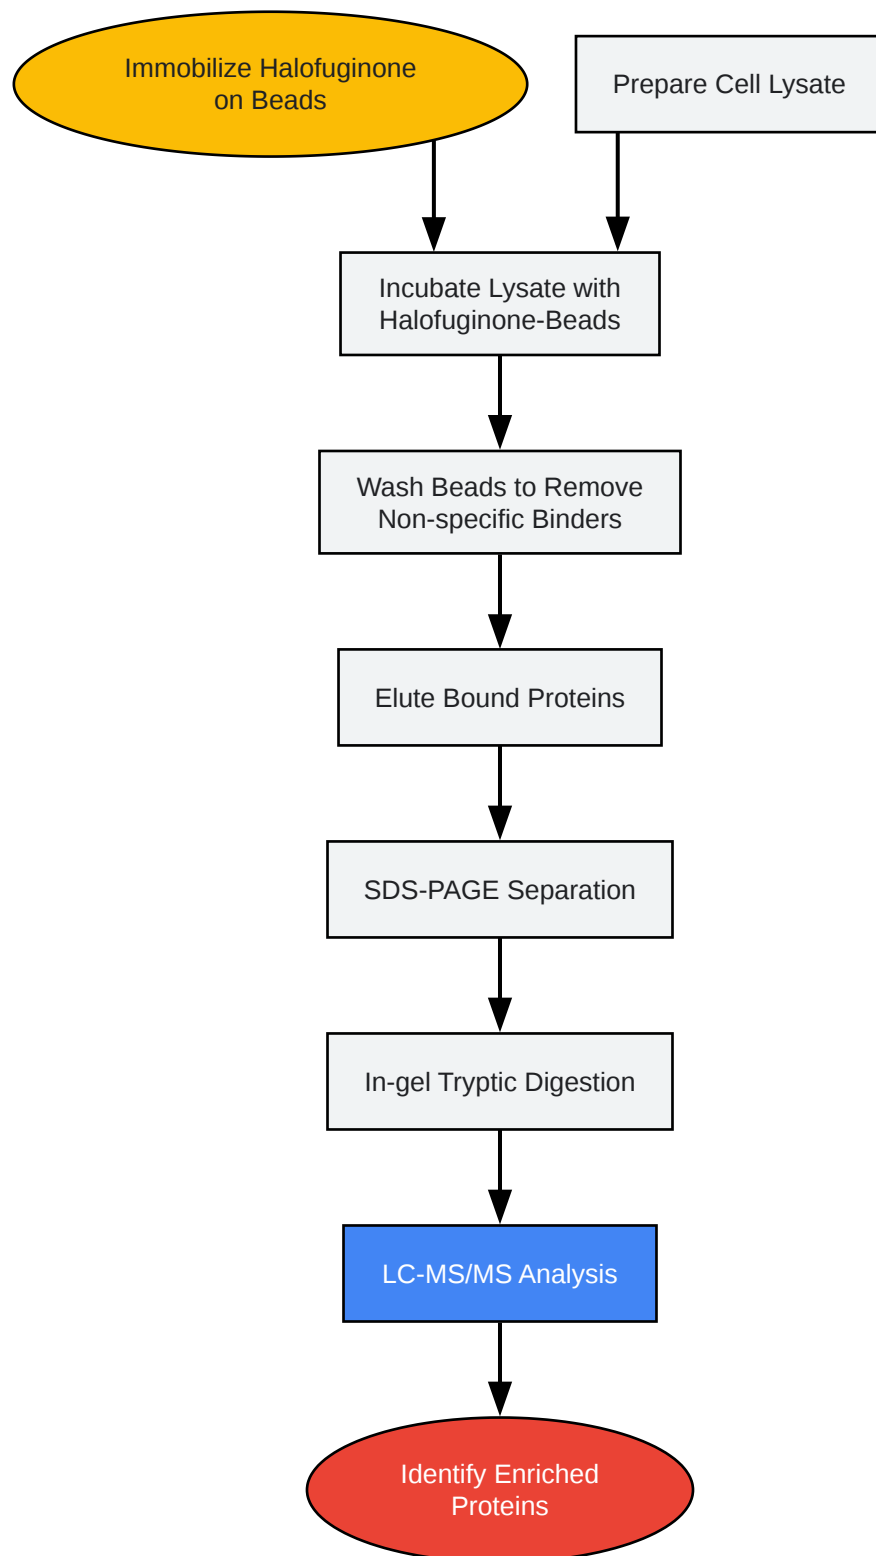 Immobilize Halofuginone
on Beads
Prepare Cell Lysate
Incubate Lysate with
Halofuginone-Beads
Wash Beads to Remove
Non-specific Binders
Elute Bound Proteins
SDS-PAGE Separation
In-gel Tryptic Digestion
LC-MS/MS Analysis
Identify Enriched
Proteins